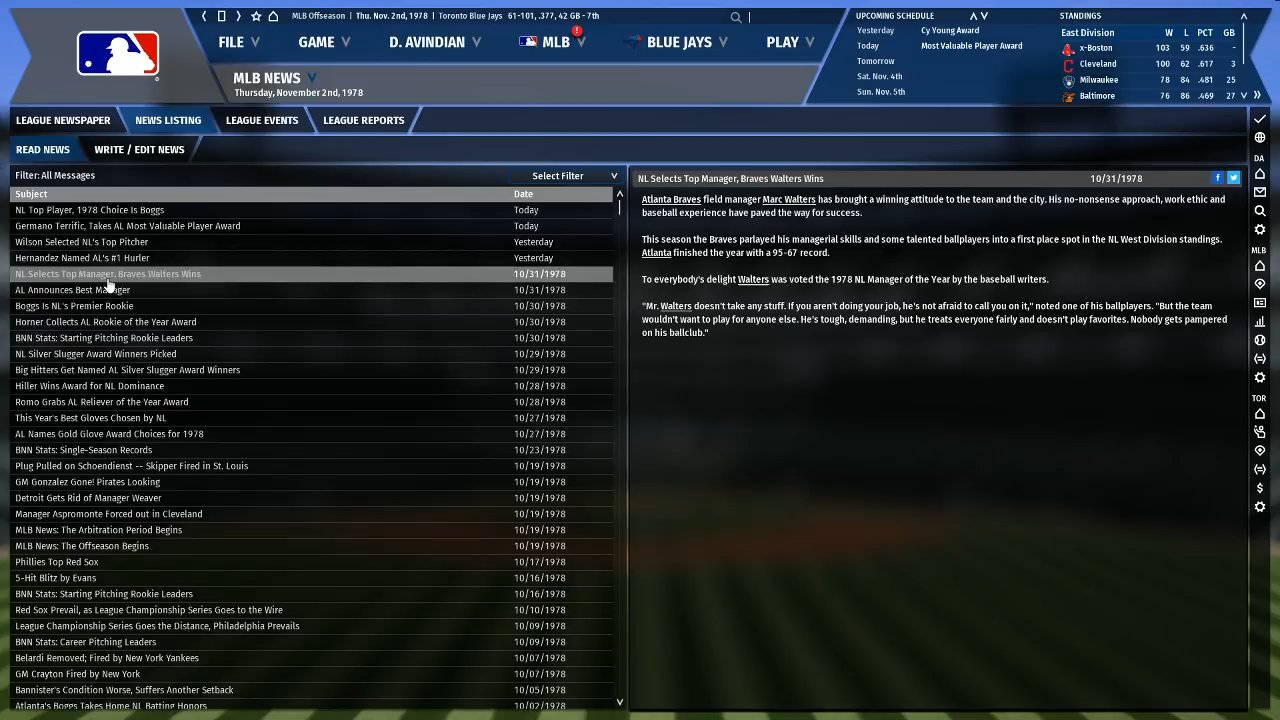 MLB Offseason | Thu. Nov. 2nd, 1978 | Toronto Blue Jays 61-101, .377, 42 GB - 7th
FILE GAME D. AVINDIAN MLB BLUE JAYS PLAY
MLB NEWS
Thursday, November 2nd, 1978
UPCOMING SCHEDULE
Yesterday Cy Young Award
Today Most Valuable Player Award
Tomorrow
Sat. Nov. 4th
Sun. Nov. 5th
STANDINGS
East Division W L PCT GB
x-Boston 103 59 .636 -
Cleveland 100 62 .617 3
Milwaukee 78 84 .481 25
Baltimore 76 86 .469 27
LEAGUE NEWSPAPER NEWS LISTING LEAGUE EVENTS LEAGUE REPORTS
READ NEWS WRITE / EDIT NEWS
Filter: All Messages Select Filter
Subject Date
NL Top Player, 1978 Choice Is Boggs Today
Germano Terrific, Takes AL Most Valuable Player Award Today
Wilson Selected NL's Top Pitcher Yesterday
Hernandez Named AL's #1 Hurler Yesterday
NL Selects Top Manager, Braves Walters Wins 10/31/1978
AL Announces Best Manager 10/31/1978
Boggs Is NL's Premier Rookie 10/30/1978
Horner Collects AL Rookie of the Year Award 10/30/1978
BNN Stats: Starting Pitching Rookie Leaders 10/30/1978
NL Silver Slugger Award Winners Picked 10/29/1978
Big Hitters Get Named AL Silver Slugger Award Winners 10/29/1978
Hiller Wins Award for NL Dominance 10/28/1978
Romo Grabs AL Reliever of the Year Award 10/28/1978
This Year's Best Gloves Chosen by NL 10/27/1978
AL Names Gold Glove Award Choices for 1978 10/27/1978
BNN Stats: Single-Season Records 10/23/1978
Plug Pulled on Schoendienst -- Skipper Fired in St. Louis 10/19/1978
GM Gonzalez Gone! Pirates Looking 10/19/1978
Detroit Gets Rid of Manager Weaver 10/19/1978
Manager Aspromonte Forced out in Cleveland 10/19/1978
MLB News: The Arbitration Period Begins 10/19/1978
MLB News: The Offseason Begins 10/19/1978
Phillies Top Red Sox 10/17/1978
5-Hit Blitz by Evans 10/16/1978
BNN Stats: Starting Pitching Rookie Leaders 10/16/1978
Red Sox Prevail, as League Championship Series Goes to the Wire 10/10/1978
League Championship Series Goes the Distance, Philadelphia Prevails 10/09/1978
BNN Stats: Career Pitching Leaders 10/09/1978
Belardi Removed; Fired by New York Yankees 10/07/1978
GM Crayton Fired by New York 10/07/1978
Bannister's Condition Worse, Suffers Another Setback 10/05/1978
Atlanta's Boggs Takes Home NL Batting Honors 10/02/1978
NL Selects Top Manager, Braves Walters Wins 10/31/1978
Atlanta Braves field manager Marc Walters has brought a winning attitude to the team and the city. His no-nonsense approach, work ethic and
baseball experience have paved the way for success.
This season the Braves parlayed his managerial skills and some talented ballplayers into a first place spot in the NL West Division standings.
Atlanta finished the year with a 95-67 record.
To everybody's delight Walters was voted the 1978 NL Manager of the Year by the baseball writers.
"Mr. Walters doesn't take any stuff. If you aren't doing your job, he's not afraid to call you on it," noted one of his ballplayers. "But the team
wouldn't want to play for anyone else. He's tough, demanding, but he treats everyone fairly and doesn't play favorites. Nobody gets pampered
on his ballclub."
DA
MLB
TOR